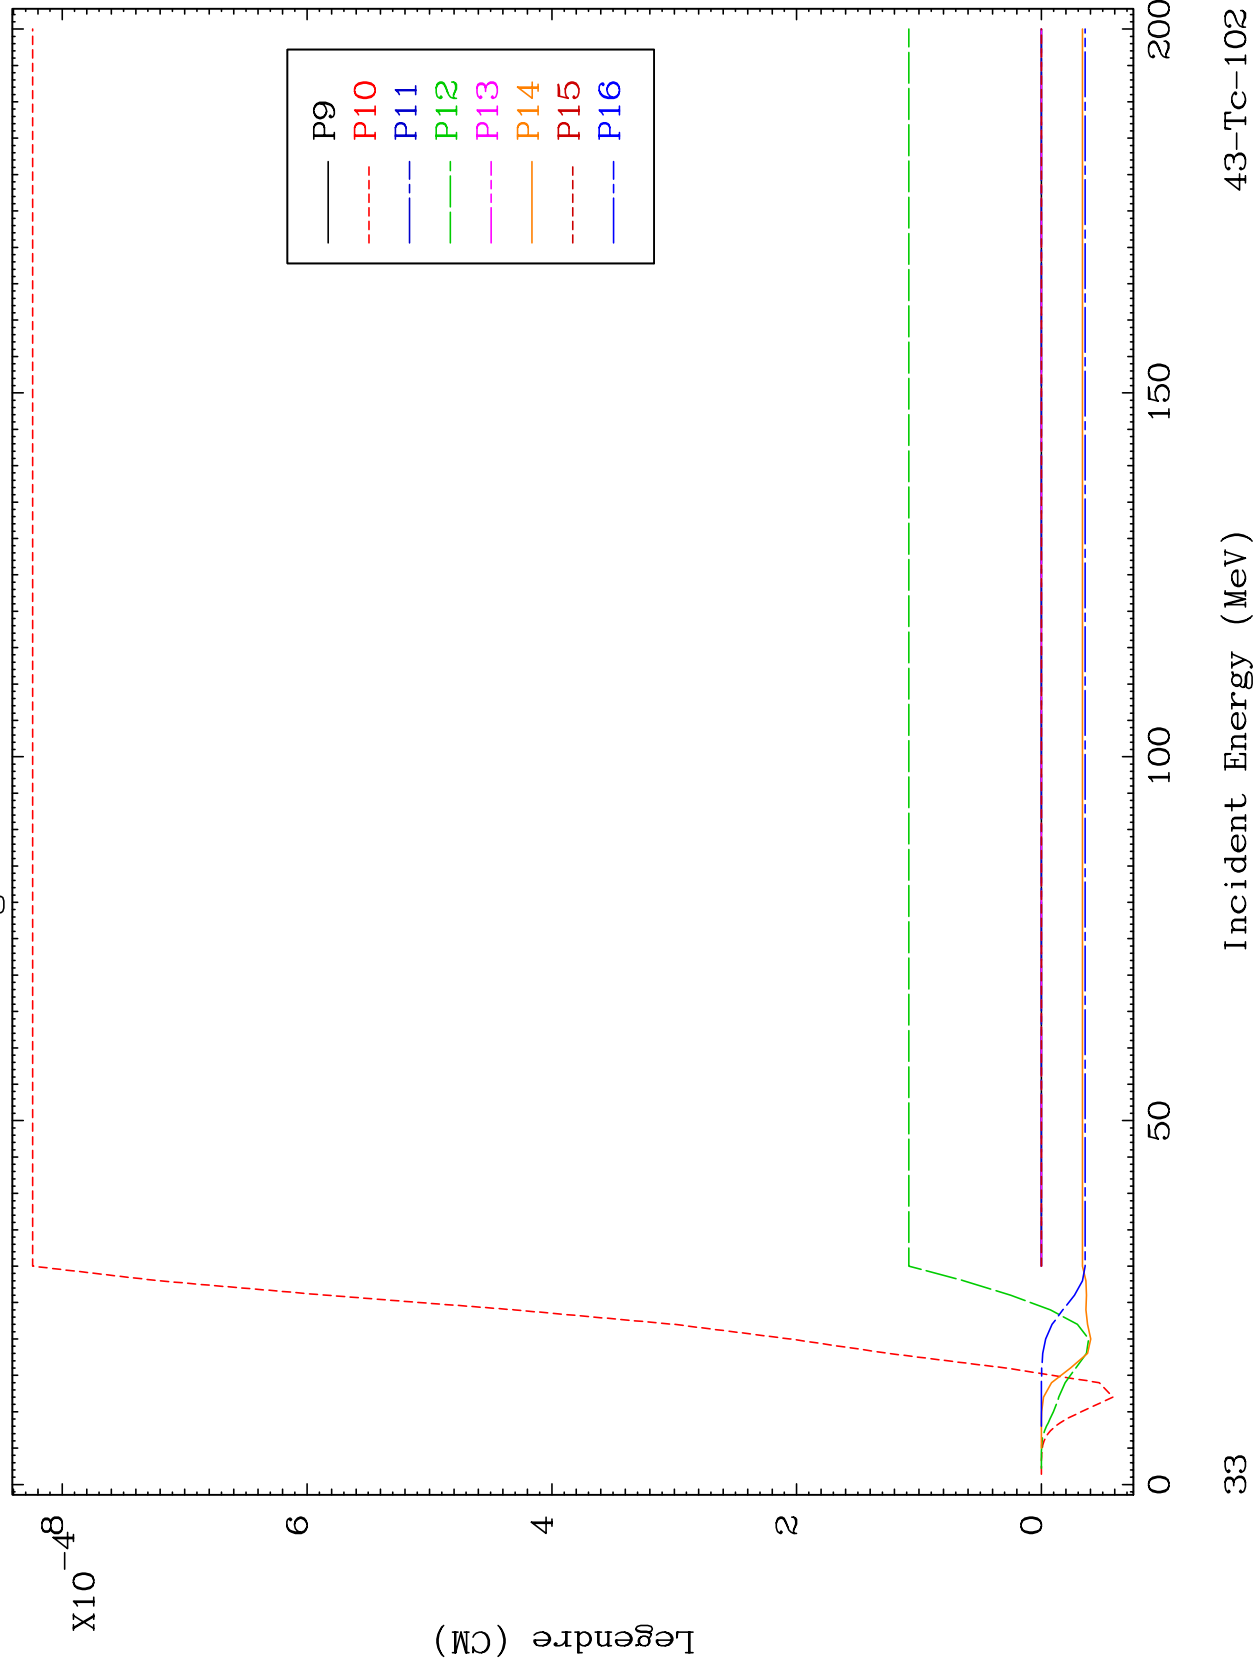 X10⁻⁴
8
6
4
2
0
Legendre (CM)
P9
P10
P11
P12
P13
P14
P15
P16
0 50 100 150 200
33 Incident Energy (MeV) 43-Tc-102